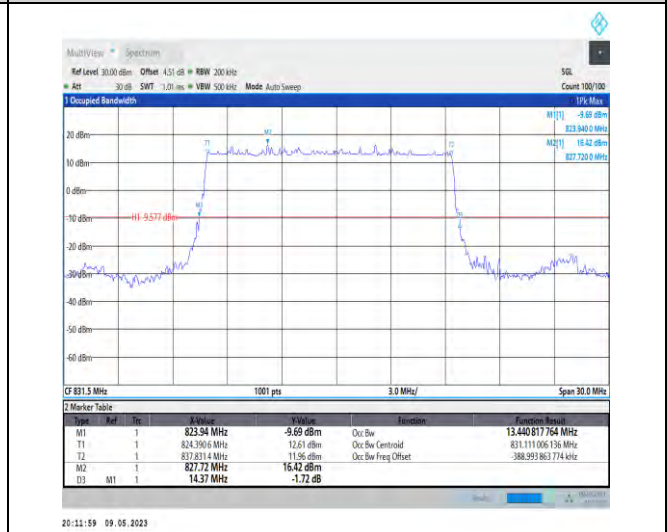 MultiView Spectrum
Ref Level 30.00 dBm Offset 4.51 dB RBW 200 kHz SGL
Att 30 dB SWT 1.01 ms VBW 500 kHz Mode Auto Sweep Count 100/100
1 Occupied Bandwidth 1Pk Max
M1[1] -9.69 dBm
823.940 0 MHz
M2[1] 16.42 dBm
827.720 0 MHz
20 dBm
T1 M2 T2
10 dBm
0 dBm
-10 dBm H1 -9.577 dBm
-20 dBm
-30 dBm
-40 dBm
-50 dBm
-60 dBm
CF 831.5 MHz 1001 pts 3.0 MHz/ Span 30.0 MHz
2 Marker Table
Type Ref Trc X-Value Y-Value Function Function Result
M1 1 823.94 MHz -9.69 dBm Occ Bw 13.440 817 764 MHz
T1 1 824.390 6 MHz 12.61 dBm Occ Bw Centroid 831.111 006 136 MHz
T2 1 837.831 4 MHz 11.96 dBm Occ Bw Freq Offset -388.993 863 774 kHz
M2 1 827.72 MHz 16.42 dBm
D3 M1 1 14.37 MHz -1.72 dB
20:11:59 09.05.2023